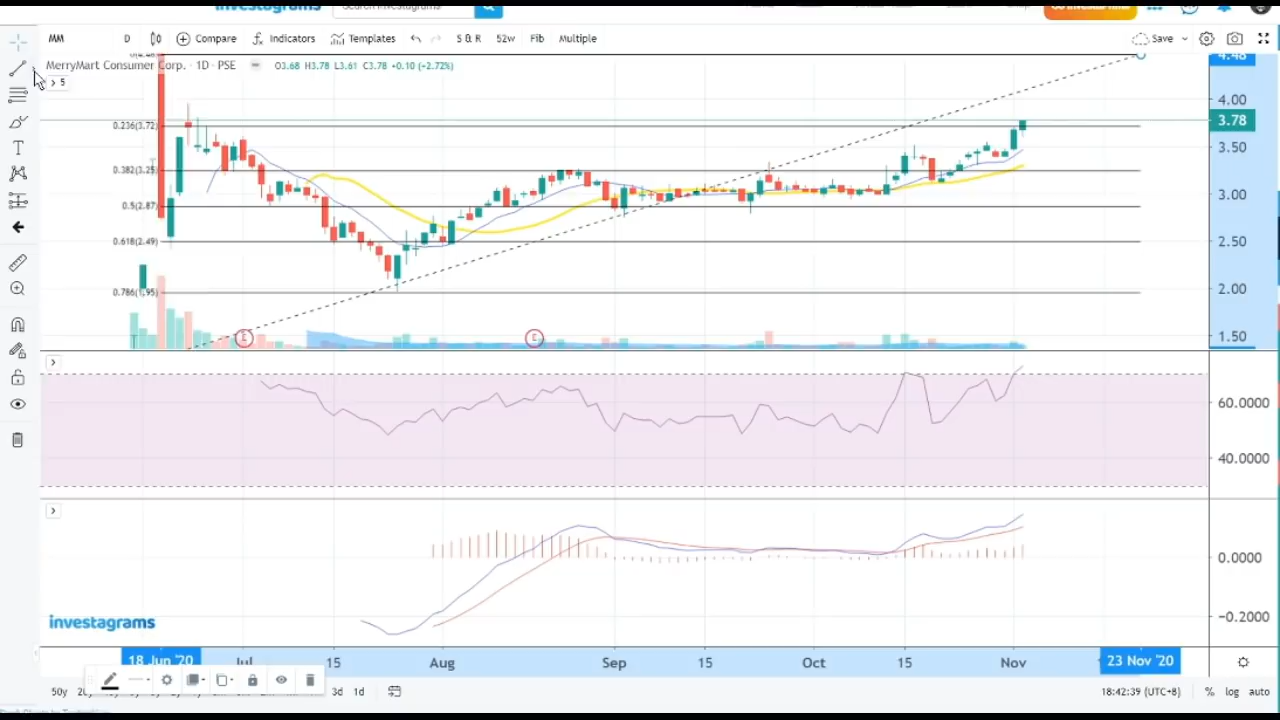 investagrams
Search Investagrams
MM D Compare Indicators Templates S & R 52w Fib Multiple Save
MerryMart Consumer Corp. · 1D · PSE O3.68 H3.78 L3.61 C3.78 +0.10 (+2.72%)
5
4.48
4.00
3.78
3.50
3.00
2.50
2.00
1.50
0.236(3.72)
0.382(3.25)
0.5(2.87)
0.618(2.49)
0.786(1.95)
E E
60.0000
40.0000
0.0000
-0.2000
investagrams
18 Jun '20 Jul 15 Aug Sep 15 Oct 15 Nov 23 Nov '20
50y 3d 1d 18:42:39 (UTC+8) % log auto